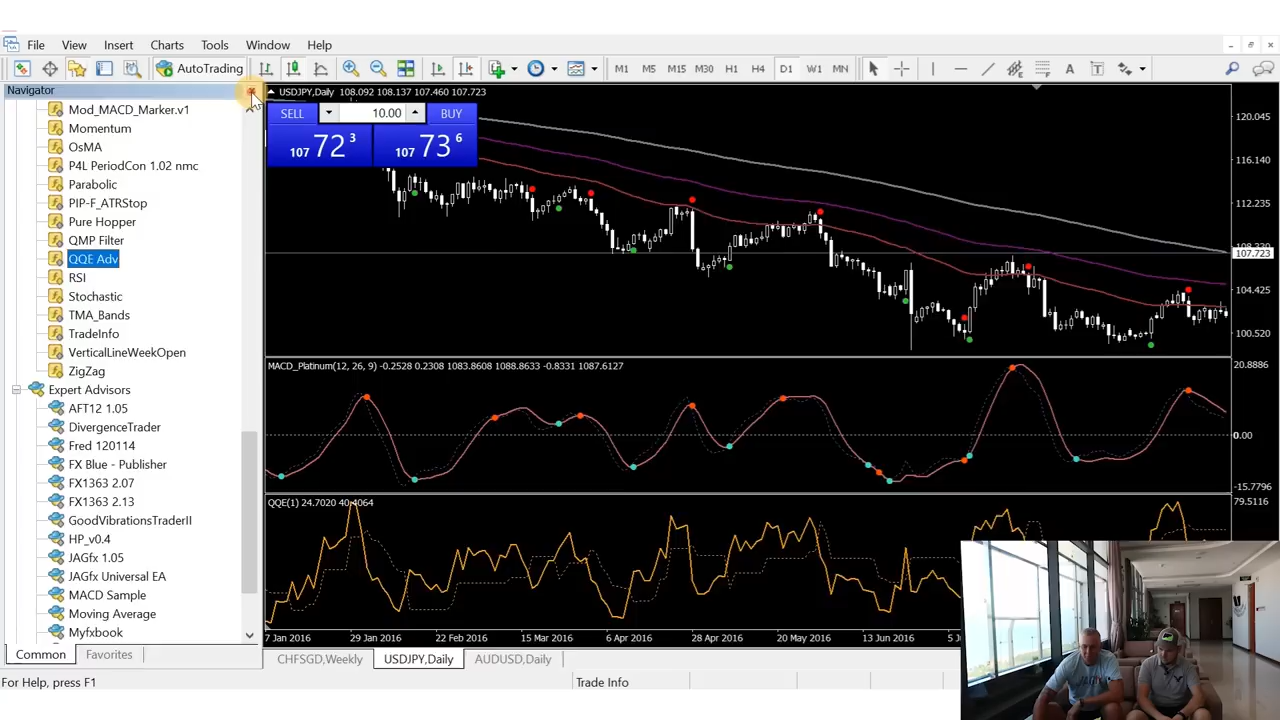 File View Insert Charts Tools Window Help
AutoTrading M1 M5 M15 M30 H1 H4 D1 W1 MN A T
Navigator
Mod_MACD_Marker.v1
Momentum
OsMA
P4L PeriodCon 1.02 nmc
Parabolic
PIP-F_ATRStop
Pure Hopper
QMP Filter
QQE Adv
RSI
Stochastic
TMA_Bands
TradeInfo
VerticalLineWeekOpen
ZigZag
Expert Advisors
AFT12 1.05
DivergenceTrader
Fred 120114
FX Blue - Publisher
FX1363 2.07
FX1363 2.13
GoodVibrationsTraderII
HP_v0.4
JAGfx 1.05
JAGfx Universal EA
MACD Sample
Moving Average
Myfxbook
Common Favorites
USDJPY,Daily 108.092 108.137 107.460 107.723
SELL 10.00 BUY
107 72 3 107 73 6
120.045
116.140
112.235
107.723
104.425
100.520
MACD_Platinum(12, 26, 9) -0.2528 0.2308 1083.8608 1088.8633 -0.8331 1087.6127
20.8886
0.00
-15.7796
QQE(1) 24.7020 40.4064
79.5116
7 Jan 2016 29 Jan 2016 22 Feb 2016 15 Mar 2016 6 Apr 2016 28 Apr 2016 20 May 2016 13 Jun 2016
CHFSGD,Weekly USDJPY,Daily AUDUSD,Daily
For Help, press F1 Trade Info